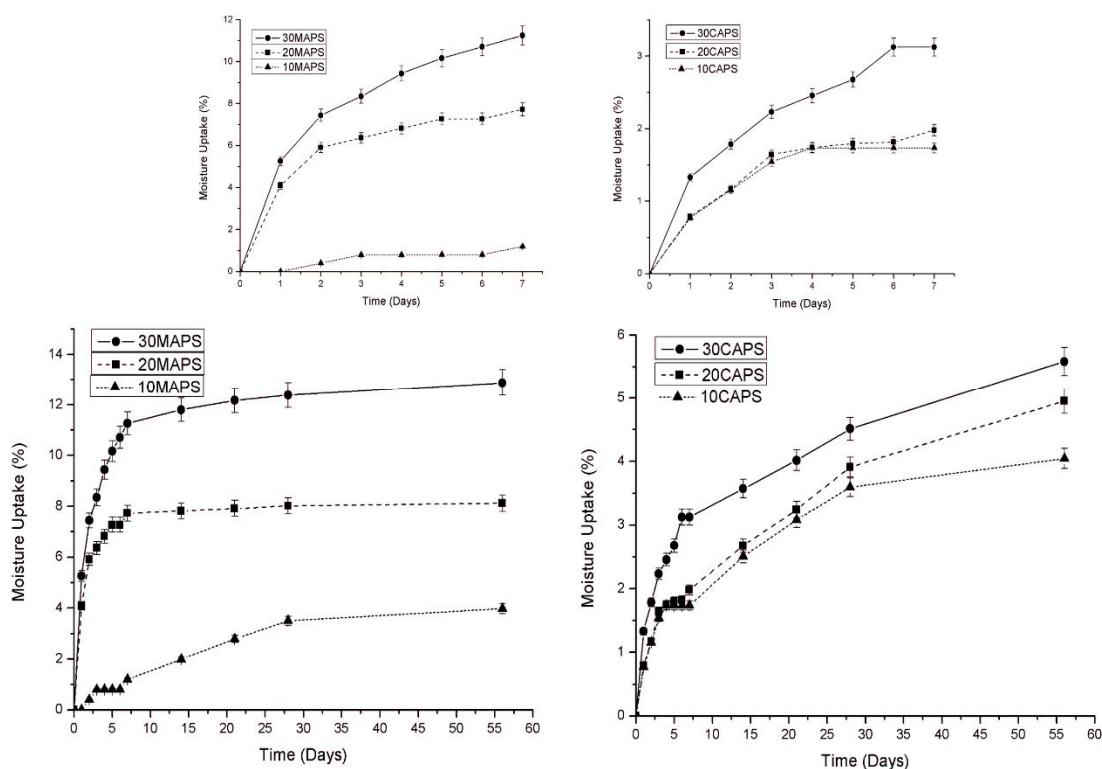 30MAPS
20MAPS
10MAPS
Moisture Uptake (%)
12
10
8
6
4
2
0
0 1 2 3 4 5 6 7
Time (Days)
30CAPS
20CAPS
10CAPS
Moisture Uptake (%)
3
2
1
0
0 1 2 3 4 5 6 7
Time (Days)
30MAPS
20MAPS
10MAPS
Moisture Uptake (%)
14
12
10
8
6
4
2
0
0 5 10 15 20 25 30 35 40 45 50 55 60
Time (Days)
30CAPS
20CAPS
10CAPS
Moisture Uptake (%)
6
5
4
3
2
1
0
0 5 10 15 20 25 30 35 40 45 50 55 60
Time (Days)